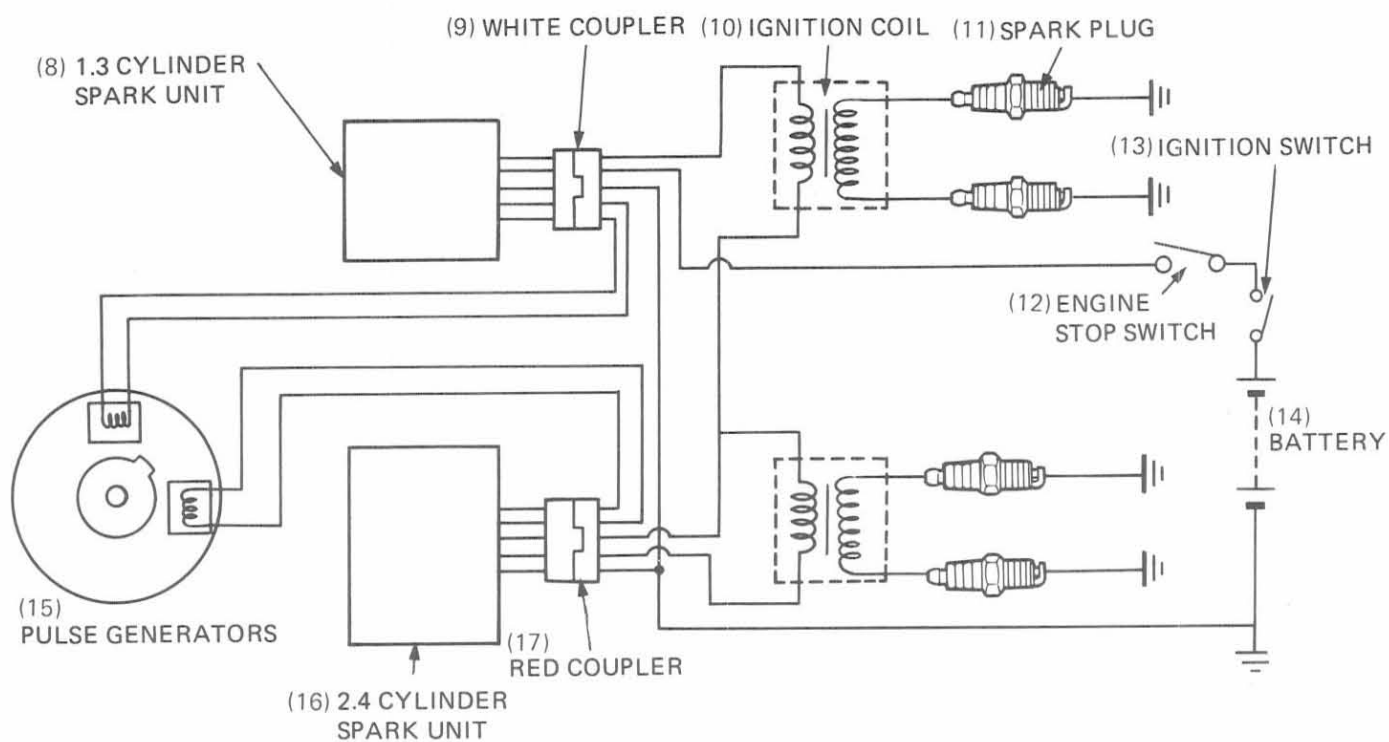 (9) WHITE COUPLER
(10) IGNITION COIL
(11) SPARK PLUG
(8) 1.3 CYLINDER
SPARK UNIT
(13) IGNITION SWITCH
(12) ENGINE
STOP SWITCH
(14)
BATTERY
(15)
PULSE GENERATORS
(17)
RED COUPLER
(16) 2.4 CYLINDER
SPARK UNIT